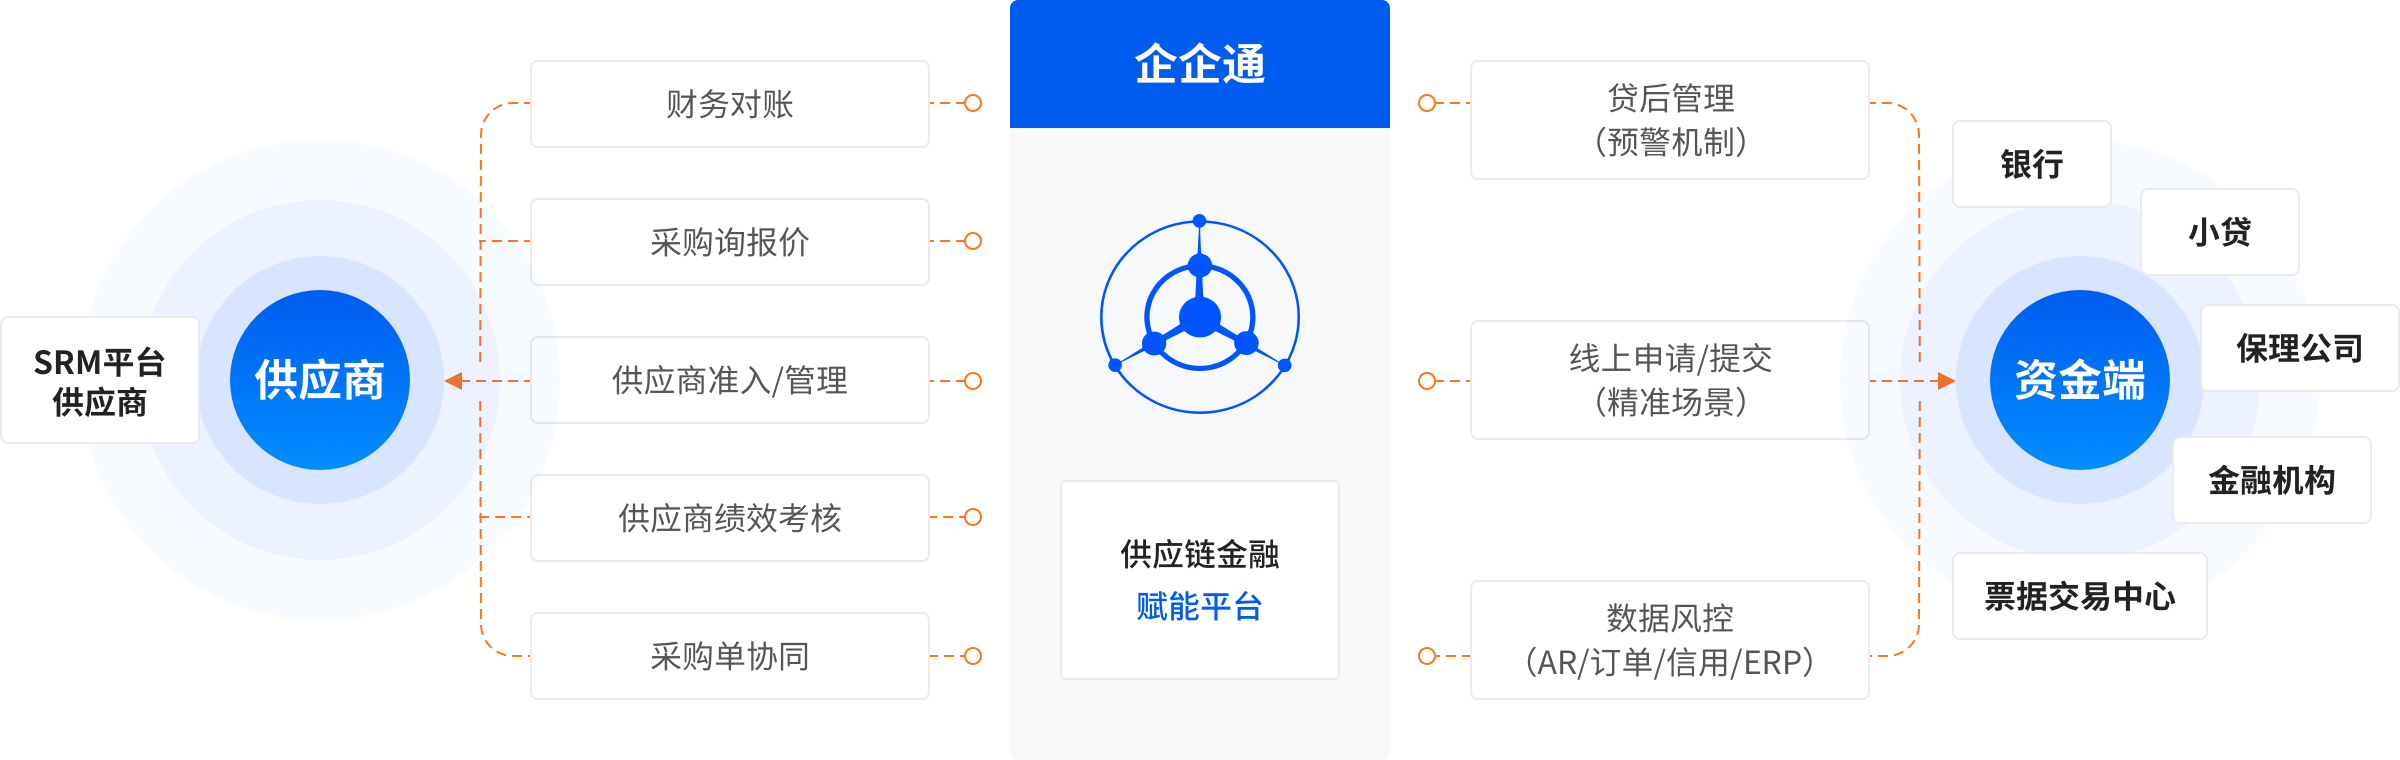 企企通
供应链金融
赋能平台
SRM平台
供应商
供应商
财务对账
采购询报价
供应商准入/管理
供应商绩效考核
采购单协同
贷后管理
（预警机制）
线上申请/提交
（精准场景）
数据风控
（AR/订单/信用/ERP）
资金端
银行
小贷
保理公司
金融机构
票据交易中心